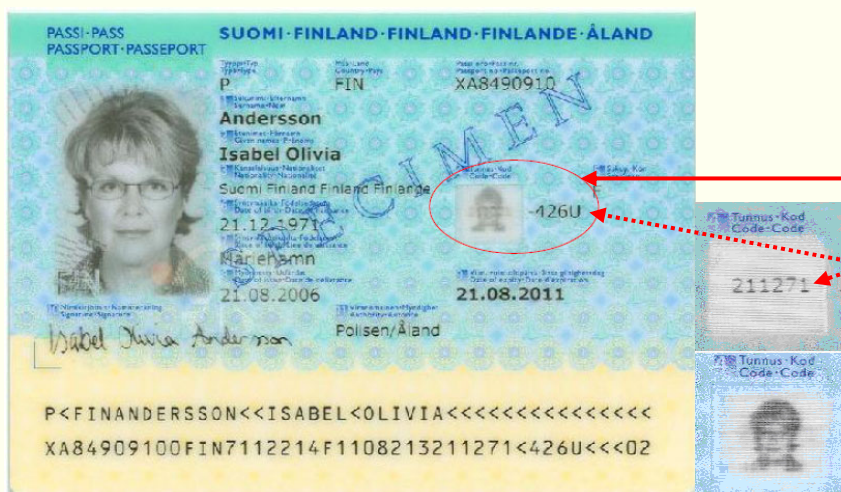 PASSI·PASS
PASSPORT·PASSEPORT
SUOMI·FINLAND·FINLAND·FINLANDE·ÅLAND
P
FIN
XA8490910
SPECIMEN
Andersson
Isabel Olivia
Suomi Finland Finland Finlande
-426U
21.12.1971
Mariehamn
21.08.2006
21.08.2011
Polisen/Åland
Isabel Olivia Andersson
Tunnus·Kod
Code·Code
211271
Tunnus·Kod
Code·Code
P<FINANDERSSON<<ISABEL<OLIVIA<<<<<<<<<<<<<<<
XA84909100FIN7112214F1108213211271<426U<<<02